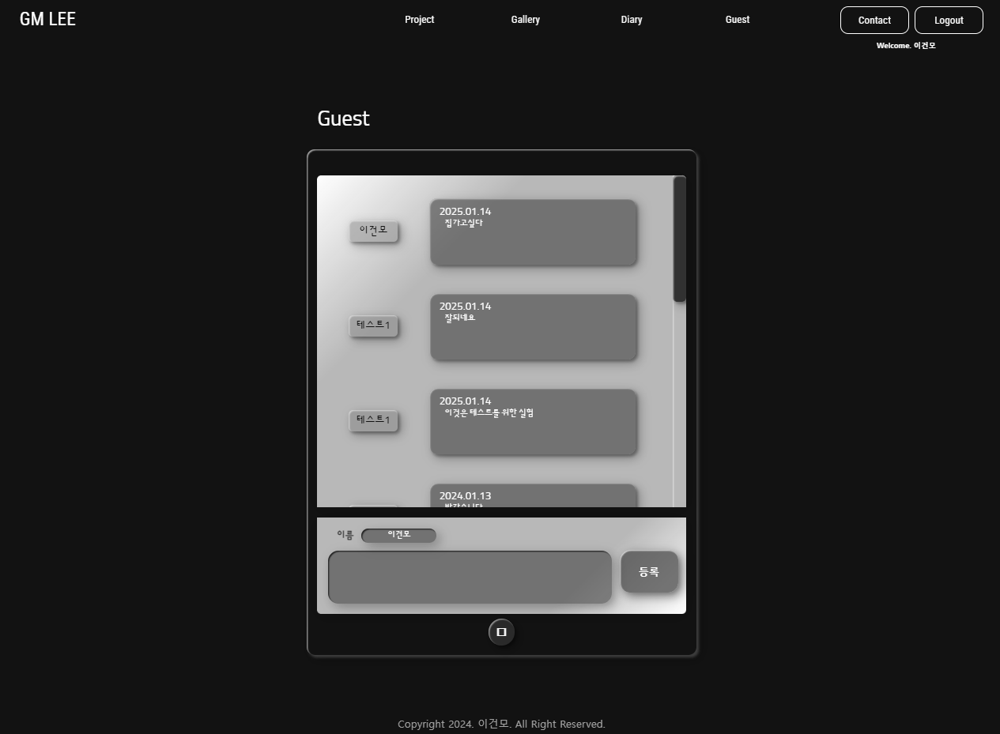 GM LEE
Project
Gallery
Diary
Guest
Contact
Logout
Welcome. 이건모
Guest
이건모
2025.01.14
집가고싶다
테스트1
2025.01.14
잘되네요
테스트1
2025.01.14
이것은 테스트를 위한 실험
2024.01.13
이름
이건모
등록
Copyright 2024. 이건모. All Right Reserved.